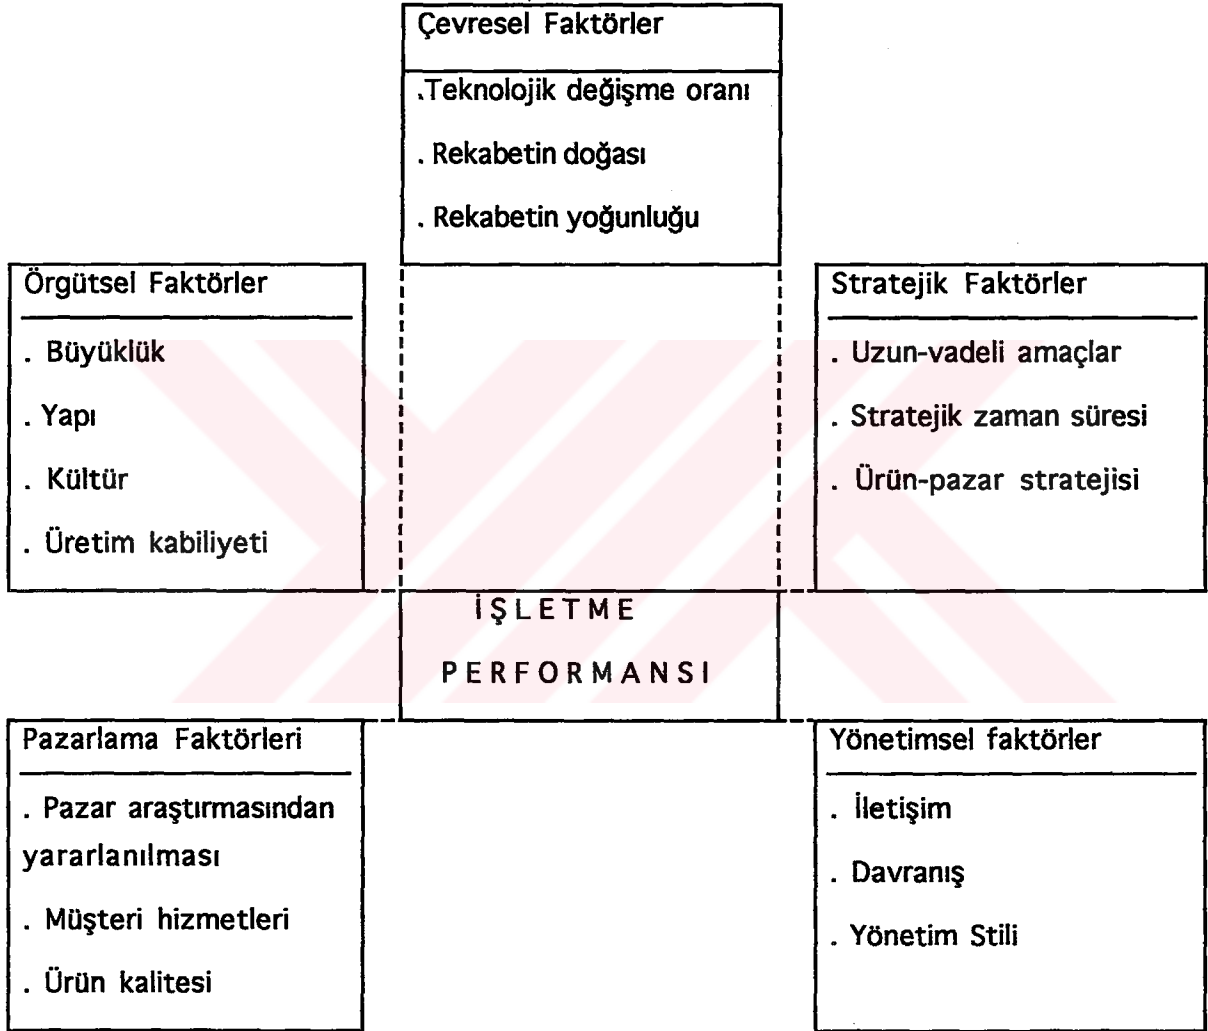 Çevresel Faktörler
.Teknolojik değişme oranı
. Rekabetin doğası
. Rekabetin yoğunluğu
Örgütsel Faktörler
. Büyüklük
. Yapı
. Kültür
. Üretim kabiliyeti
Stratejik Faktörler
. Uzun-vadeli amaçlar
. Stratejik zaman süresi
. Ürün-pazar stratejisi
İŞLETME
PERFORMANSI
Pazarlama Faktörleri
. Pazar araştırmasından
yararlanılması
. Müşteri hizmetleri
. Ürün kalitesi
Yönetimsel faktörler
. İletişim
. Davranış
. Yönetim Stili